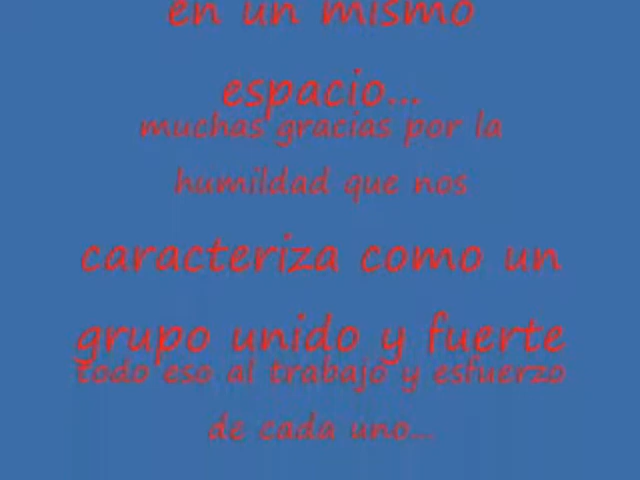 en un mismo
espacio...
muchas gracias por la
humildad que nos
caracteriza como un
grupo unido y fuerte
todo eso al trabajo y esfuerzo
de cada uno...